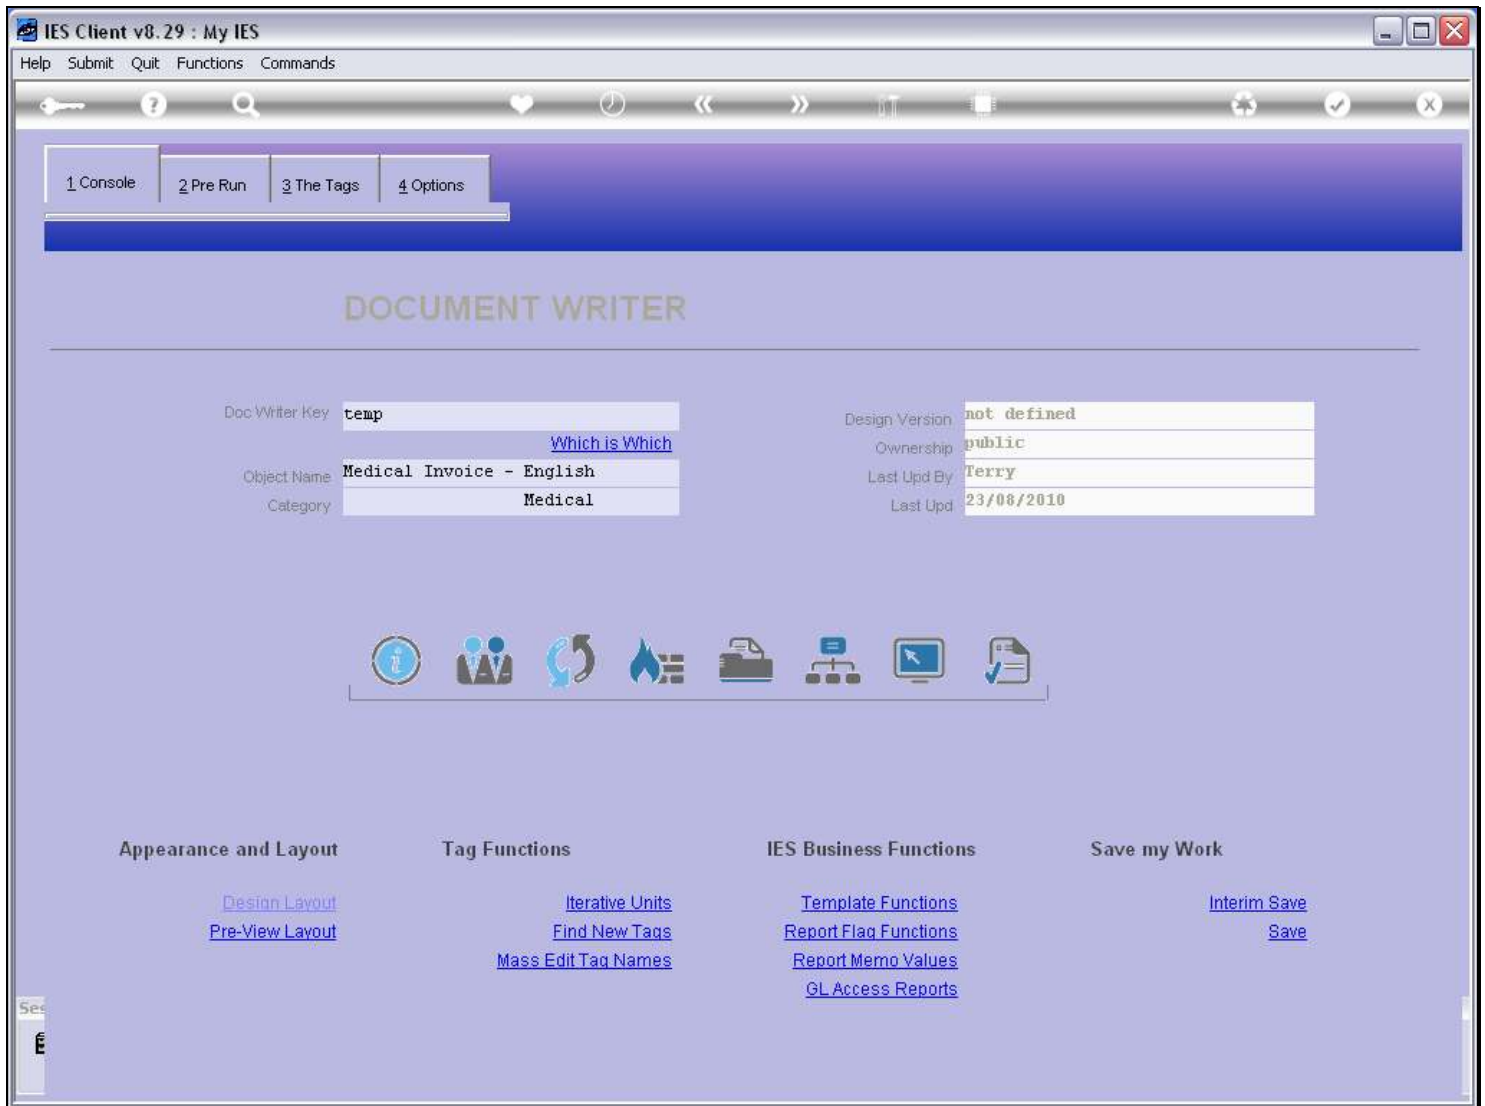 IES Client v8.29 : My IES
Help Submit Quit Functions Commands
1 Console 2 Pre Run 3 The Tags 4 Options
DOCUMENT WRITER
Doc Writer Key temp
Which is Which
Object Name Medical Invoice - English
Category Medical
Design Version not defined
Ownership public
Last Upd By Terry
Last Upd 23/08/2010
Appearance and Layout
Design Layout
Pre-View Layout
Tag Functions
Iterative Units
Find New Tags
Mass Edit Tag Names
IES Business Functions
Template Functions
Report Flag Functions
Report Memo Values
GL Access Reports
Save my Work
Interim Save
Save